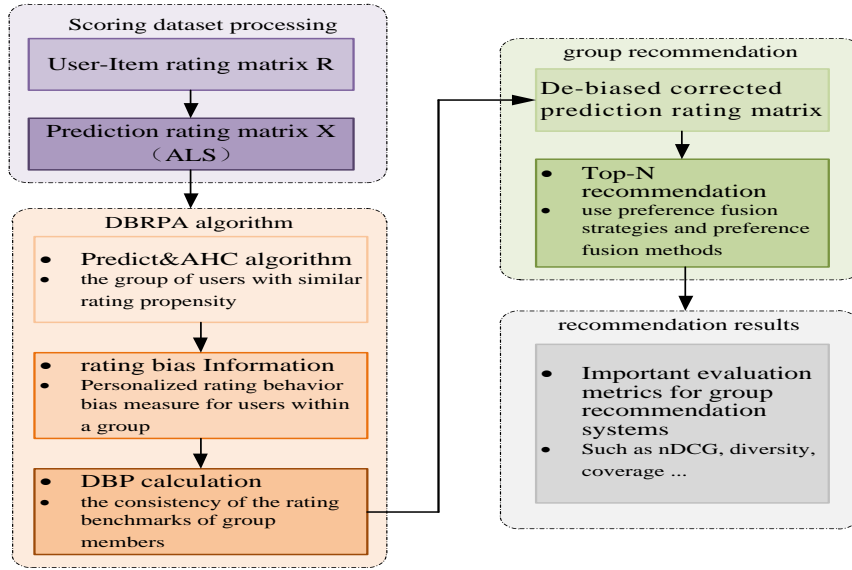 Scoring dataset processing
User-Item rating matrix R
Prediction rating matrix X
（ALS）
DBRPA algorithm
● Predict&AHC algorithm
● the group of users with similar
rating propensity
● rating bias Information
● Personalized rating behavior
bias measure for users within
a group
● DBP calculation
● the consistency of the rating
benchmarks of group
members
group recommendation
De-biased corrected
prediction rating matrix
● Top-N
recommendation
● use preference fusion
strategies and preference
fusion methods
recommendation results
● Important evaluation
metrics for group
recommendation
systems
● Such as nDCG, diversity,
coverage ...